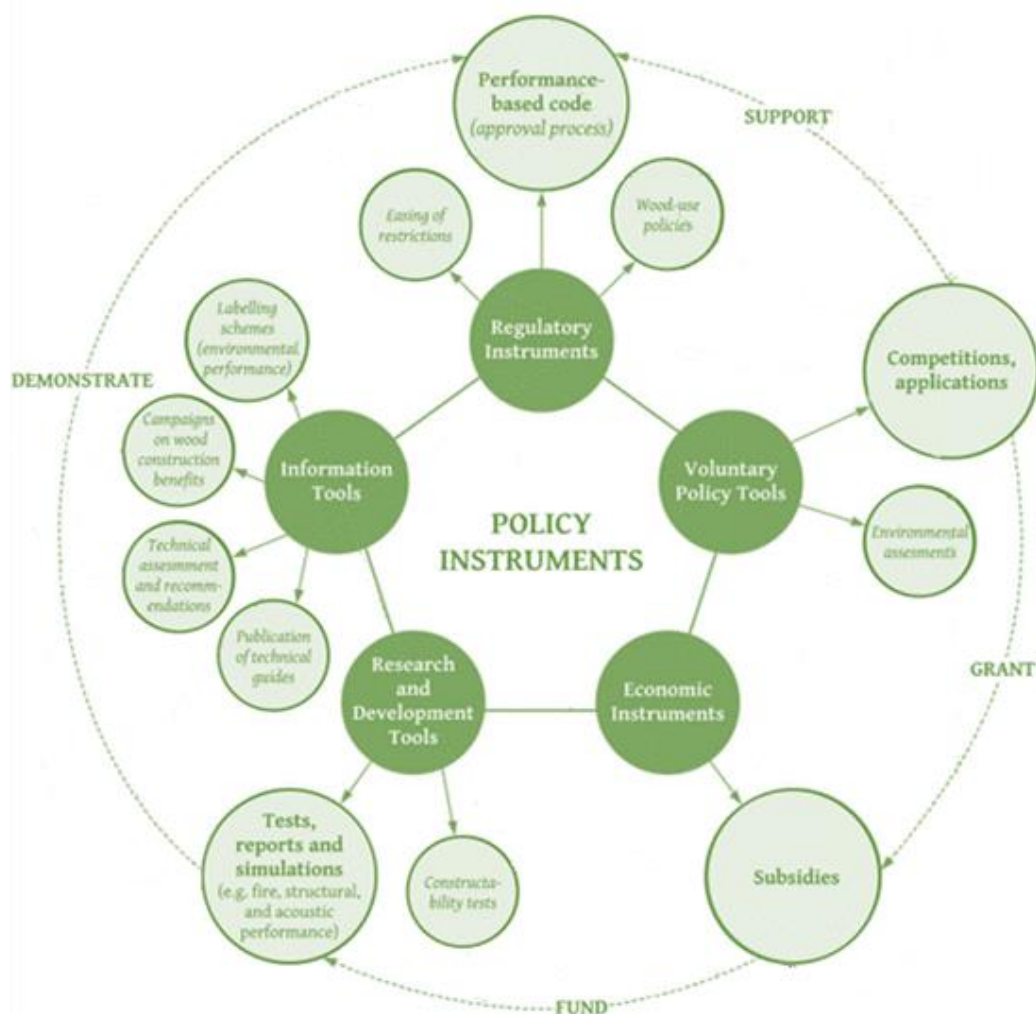 Performance-
based code
(approval process)
SUPPORT
Easing of
restrictions
Wood-use
policies
Regulatory
Instruments
Labelling
schemes
(environmental
performance)
DEMONSTRATE
Competitions,
applications
Campaigns
on wood
construction
benefits
Information
Tools
Voluntary
Policy Tools
POLICY
INSTRUMENTS
Environmental
assesments
Technical
assesmment
and recomm-
endations
Publication
of technical
guides
Research
and
Development
Tools
Economic
Instruments
GRANT
Tests,
reports and
simulations
(e.g. fire, structural,
and acoustic
performance)
Constructa-
bility tests
Subsidies
FUND